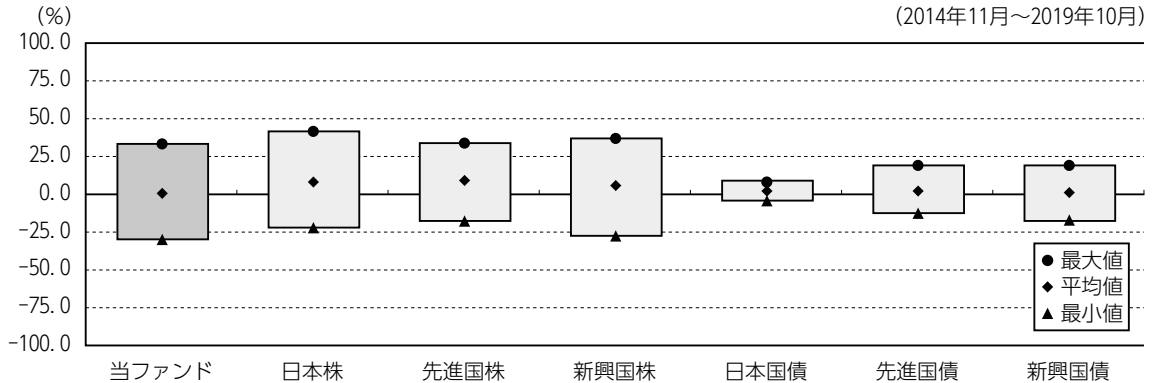 (%)
(2014年11月～2019年10月)
100.0
75.0
50.0
25.0
0.0
-25.0
-50.0
-75.0
-100.0
● 最大値
◆ 平均値
▲ 最小値
当ファンド 日本株 先進国株 新興国株 日本国債 先進国債 新興国債